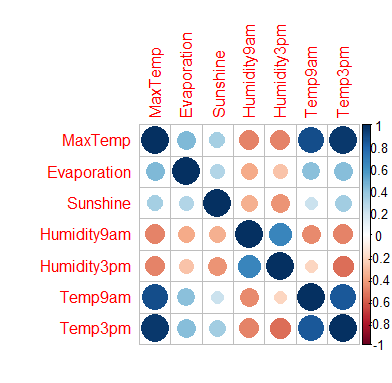 MaxTemp
Evaporation
Sunshine
Humidity9am
Humidity3pm
Temp9am
Temp3pm
MaxTemp
Evaporation
Sunshine
Humidity9am
Humidity3pm
Temp9am
Temp3pm
1
0.8
0.6
0.4
0.2
0
-0.2
-0.4
-0.6
-0.8
-1